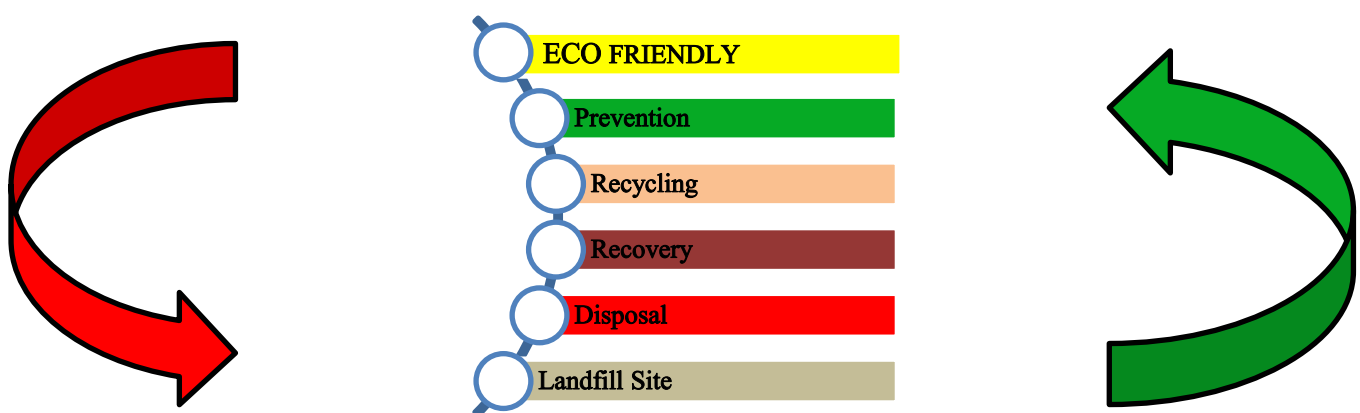 ECO FRIENDLY
Prevention
Recycling
Recovery
Disposal
Landfill Site